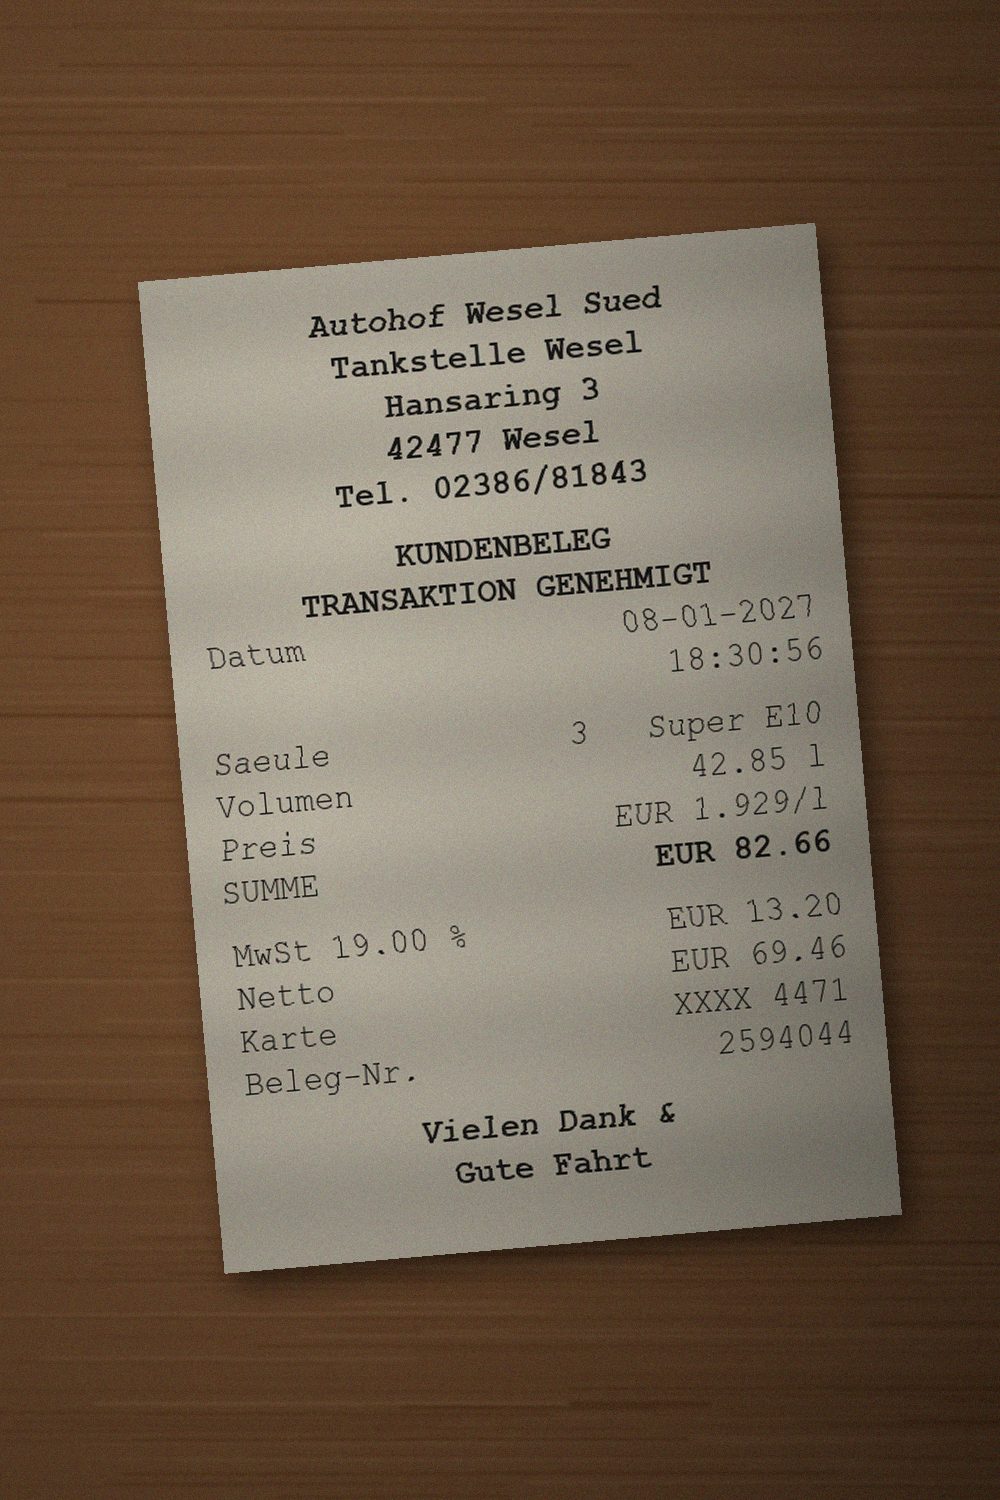 Autohof Wesel Sued
Tankstelle Wesel
Hansaring 3
42477 Wesel
Tel. 02386/81843
KUNDENBELEG
TRANSAKTION GENEHMIGT
Datum 08-01-2027
18:30:56
Saeule 3 Super E10
Volumen 42.85 l
Preis EUR 1.929/l
SUMME EUR 82.66
MwSt 19.00 % EUR 13.20
Netto EUR 69.46
Karte XXXX 4471
Beleg-Nr. 2594044
Vielen Dank &
Gute Fahrt